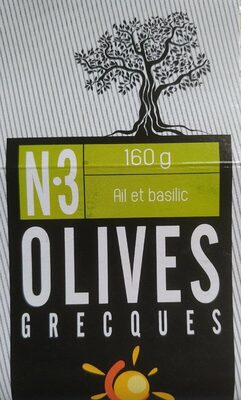 N·3
160 g
Ail et basilic
OLIVES
GRECQUES